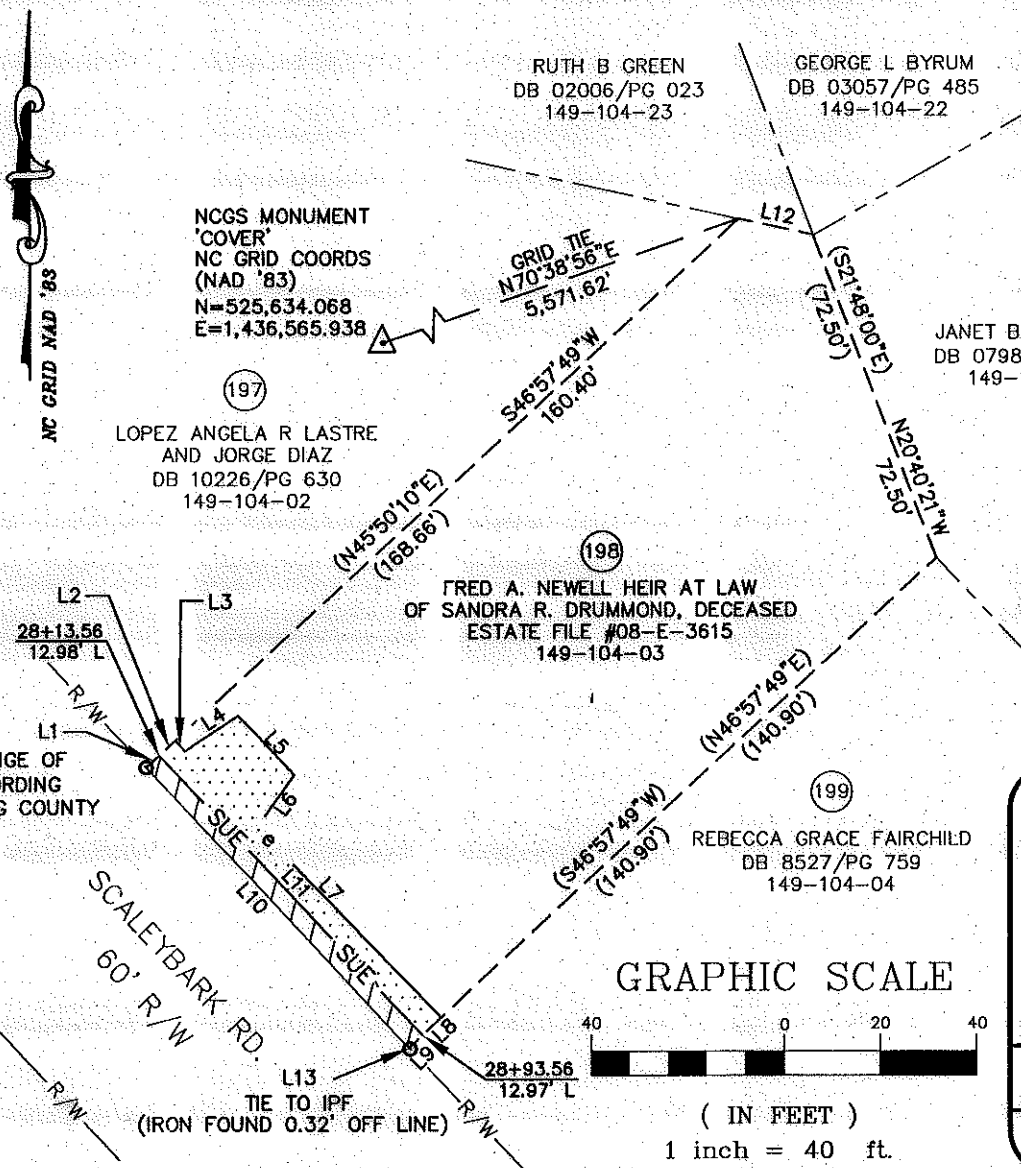 RUTH B GREEN
DB 02006/PG 023
149-104-23
GEORGE L BYRUM
DB 03057/PG 485
149-104-22
NC GRID NAD '83
NCGS MONUMENT
'COVER'
NC GRID COORDS
(NAD '83)
N=525,634.068
E=1,436,565.938
GRID TIE
N70°38'56"E
5,571.62'
L12
(S21°48'00"E)
(72.50')
JANET B
DB 0798
149-
N20°40'21"W
72.50'
197
LOPEZ ANGELA R LASTRE
AND JORGE DIAZ
DB 10226/PG 630
149-104-02
S46°57'49"W
160.40'
(N45°50'10"E)
(168.66')
198
FRED A. NEWELL HEIR AT LAW
OF SANDRA R. DRUMMOND, DECEASED
ESTATE FILE #08-E-3615
149-104-03
L2
L3
28+13.56
12.98' L
R/W
L1
L4
L5
L6
NGE OF
ORDING
G COUNTY
SUE
e
L11
L7
L10
SUE
(N46°57'49"E)
(140.90')
(S46°57'49"W)
(140.90')
199
REBECCA GRACE FAIRCHILD
DB 8527/PG 759
149-104-04
SCALEYBARK RD.
60' R/W
L8
L9
28+93.56
12.97' L
L13
TIE TO IPF
(IRON FOUND 0.32' OFF LINE)
R/W
R/W
GRAPHIC SCALE
40 0 20 40
( IN FEET )
1 inch = 40 ft.